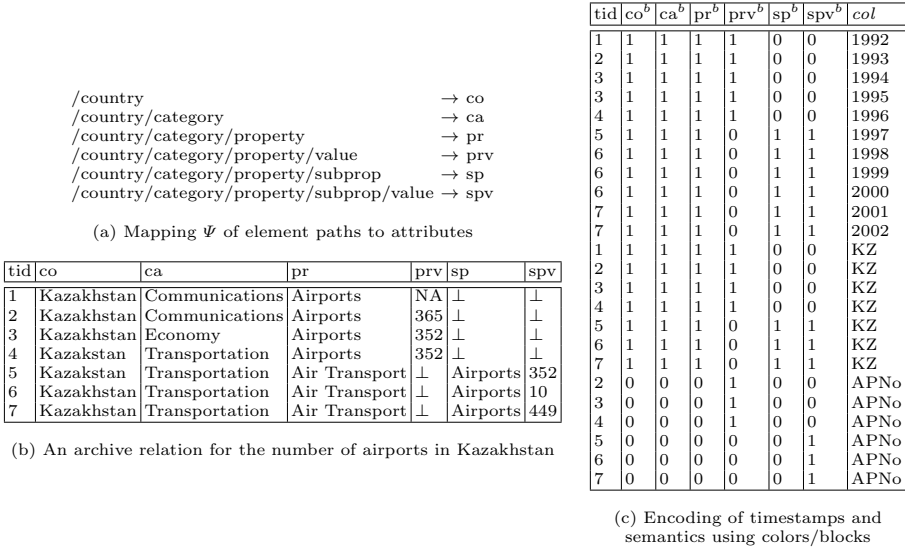 /country → co
/country/category → ca
/country/category/property → pr
/country/category/property/value → prv
/country/category/property/subprop → sp
/country/category/property/subprop/value → spv
(a) Mapping Ψ of element paths to attributes
tid co ca pr prv sp spv
1 Kazakhstan Communications Airports NA ⊥ ⊥
2 Kazakhstan Communications Airports 365 ⊥ ⊥
3 Kazakhstan Economy Airports 352 ⊥ ⊥
4 Kazakstan Transportation Airports 352 ⊥ ⊥
5 Kazakstan Transportation Air Transport ⊥ Airports 352
6 Kazakhstan Transportation Air Transport ⊥ Airports 10
7 Kazakhstan Transportation Air Transport ⊥ Airports 449
(b) An archive relation for the number of airports in Kazakhstan
tid co^b ca^b pr^b prv^b sp^b spv^b col
1 1 1 1 1 0 0 1992
2 1 1 1 1 0 0 1993
3 1 1 1 1 0 0 1994
3 1 1 1 1 0 0 1995
4 1 1 1 1 0 0 1996
5 1 1 1 0 1 1 1997
6 1 1 1 0 1 1 1998
6 1 1 1 0 1 1 1999
6 1 1 1 0 1 1 2000
7 1 1 1 0 1 1 2001
7 1 1 1 0 1 1 2002
1 1 1 1 1 0 0 KZ
2 1 1 1 1 0 0 KZ
3 1 1 1 1 0 0 KZ
4 1 1 1 1 0 0 KZ
5 1 1 1 0 1 1 KZ
6 1 1 1 0 1 1 KZ
7 1 1 1 0 1 1 KZ
2 0 0 0 1 0 0 APNo
3 0 0 0 1 0 0 APNo
4 0 0 0 1 0 0 APNo
5 0 0 0 0 0 1 APNo
6 0 0 0 0 0 1 APNo
7 0 0 0 0 0 1 APNo
(c) Encoding of timestamps and
semantics using colors/blocks